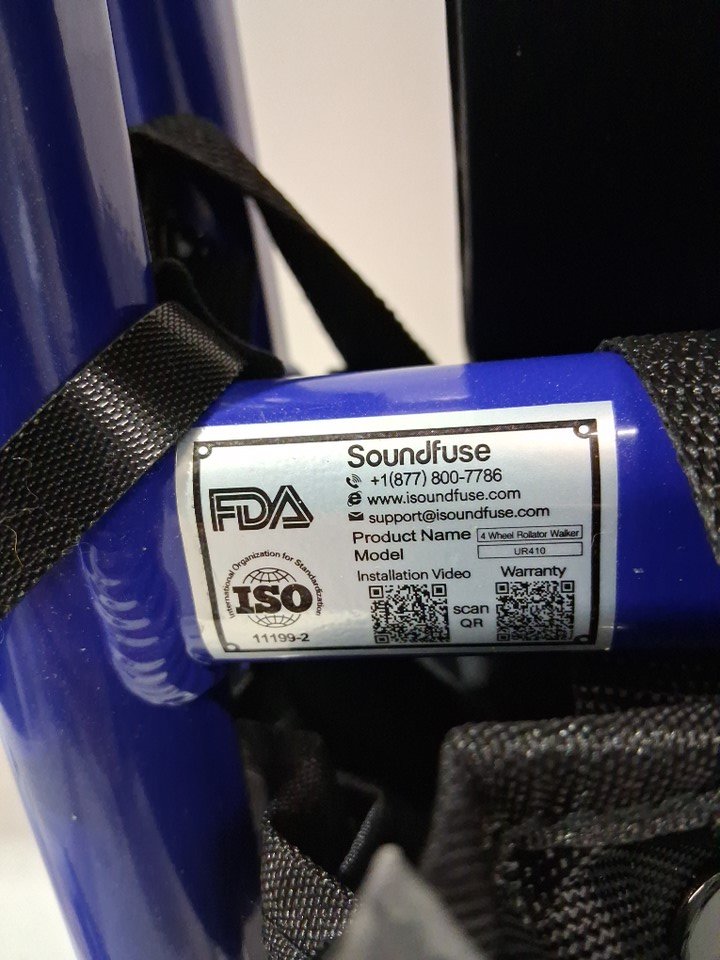 Soundfuse
+1(877) 800-7786
www.isoundfuse.com
support@isoundfuse.com
FDA
Product Name 4 Wheel Rollator Walker
Model UR410
International Organization for Standardization
ISO
11199-2
Installation Video
scan
QR
Warranty